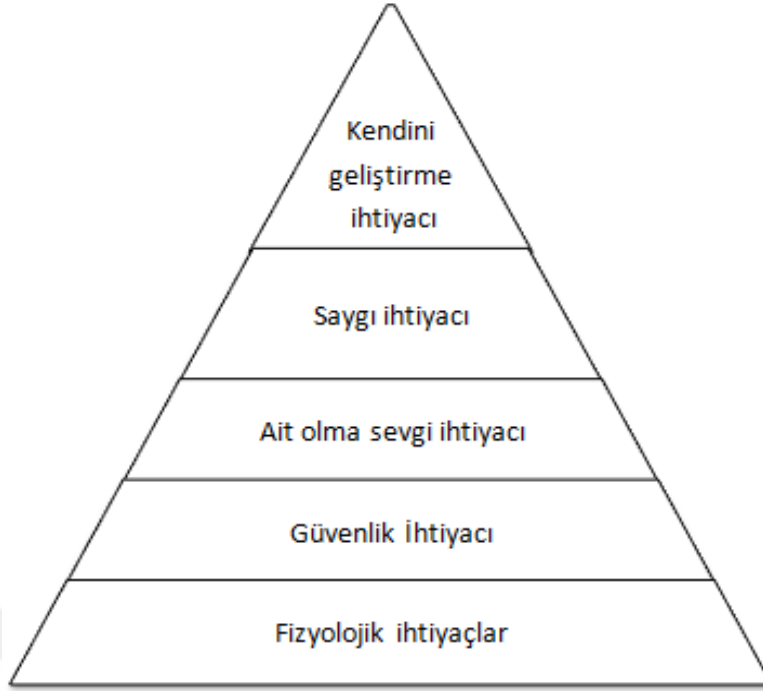 Kendini
geliştirme
ihtiyacı
Saygı ihtiyacı
Ait olma sevgi ihtiyacı
Güvenlik İhtiyacı
Fizyolojik ihtiyaçlar